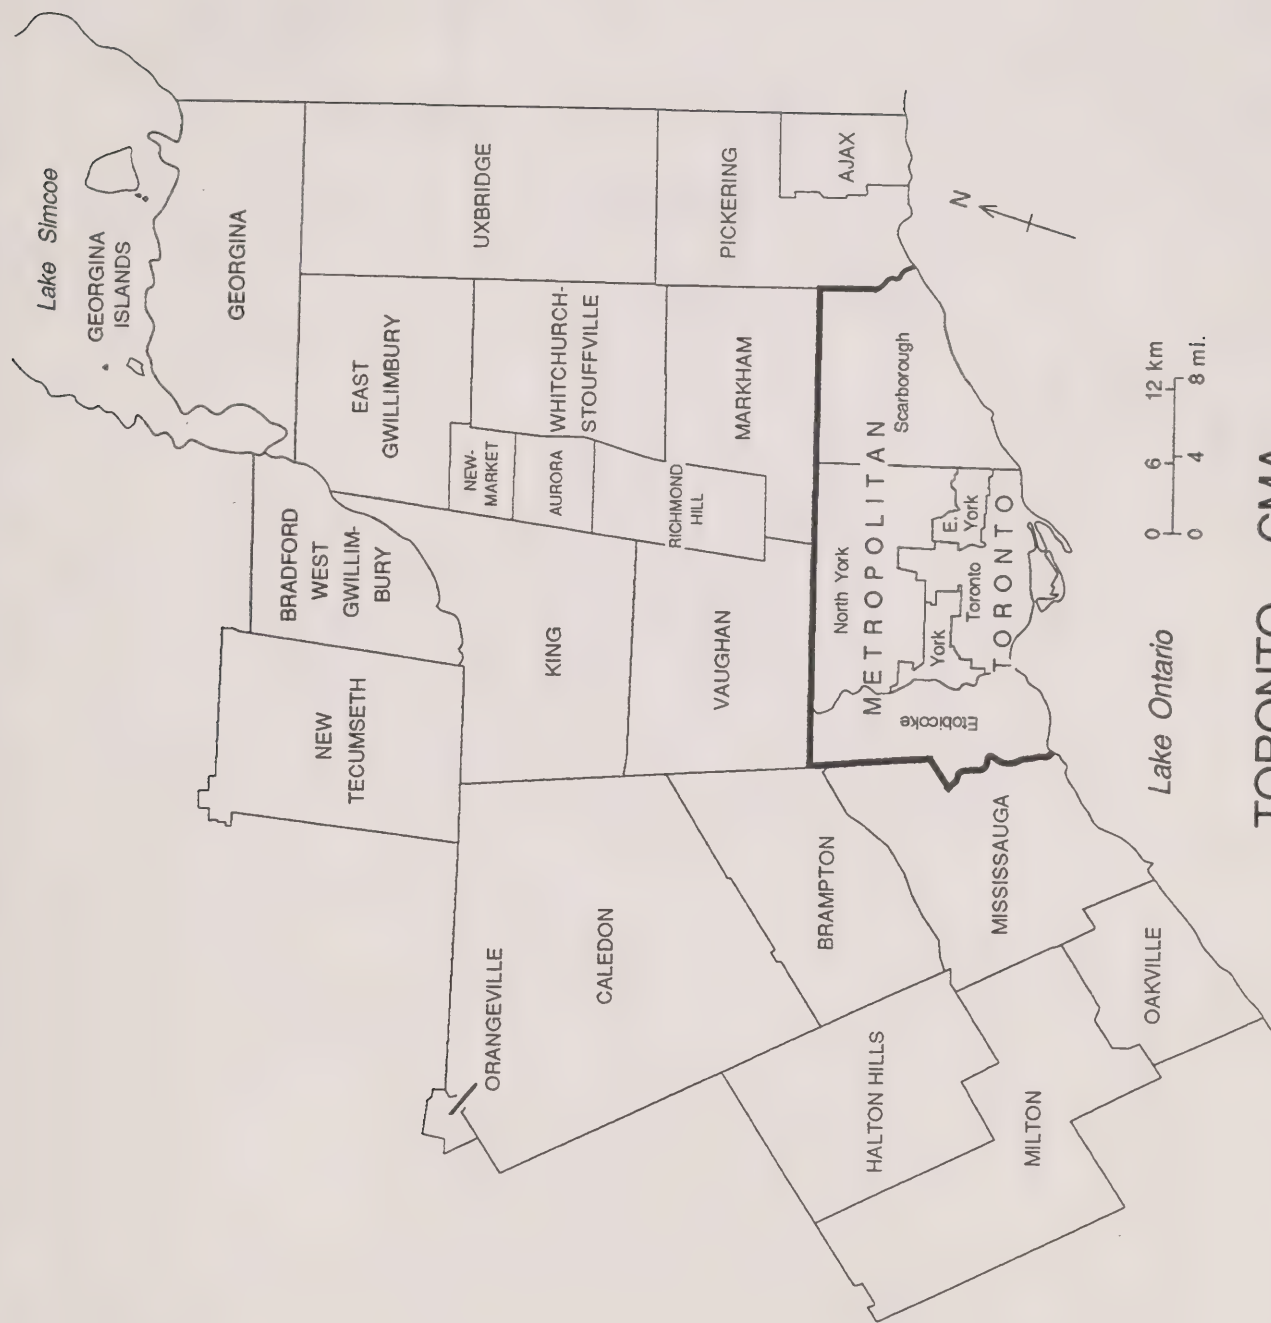 Lake Simcoe
GEORGINA
ISLANDS
GEORGINA
BRADFORD
WEST
GWILLIM-
BURY
EAST
GWILLIMBURY
UXBRIDGE
NEW
TECUMSETH
NEW-
MARKET
WHITCHURCH-
STOUFFVILLE
AURORA
KING
ORANGEVILLE
CALEDON
RICHMOND
HILL
VAUGHAN
MARKHAM
PICKERING
AJAX
BRAMPTON
North York
METROPOLITAN
Scarborough
Etobicoke
York
E.
York
Toronto
TORONTO
HALTON HILLS
MISSISSAUGA
MILTON
OAKVILLE
N
Lake Ontario
0 6 12 km
0 4 8 mi.
TORONTO CMA